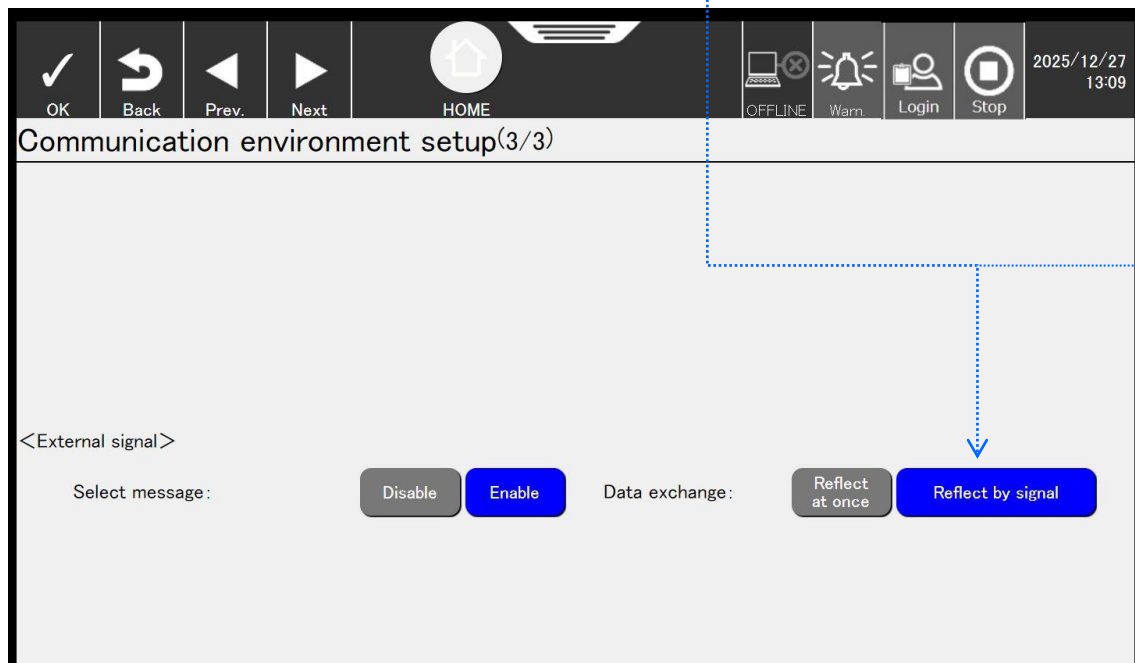 OK
Back
Prev.
Next
HOME
OFFLINE
Warn.
Login
Stop
2025/12/27
13:09
Communication environment setup(3/3)
<External signal>
Select message:
Disable
Enable
Data exchange:
Reflect
at once
Reflect by signal